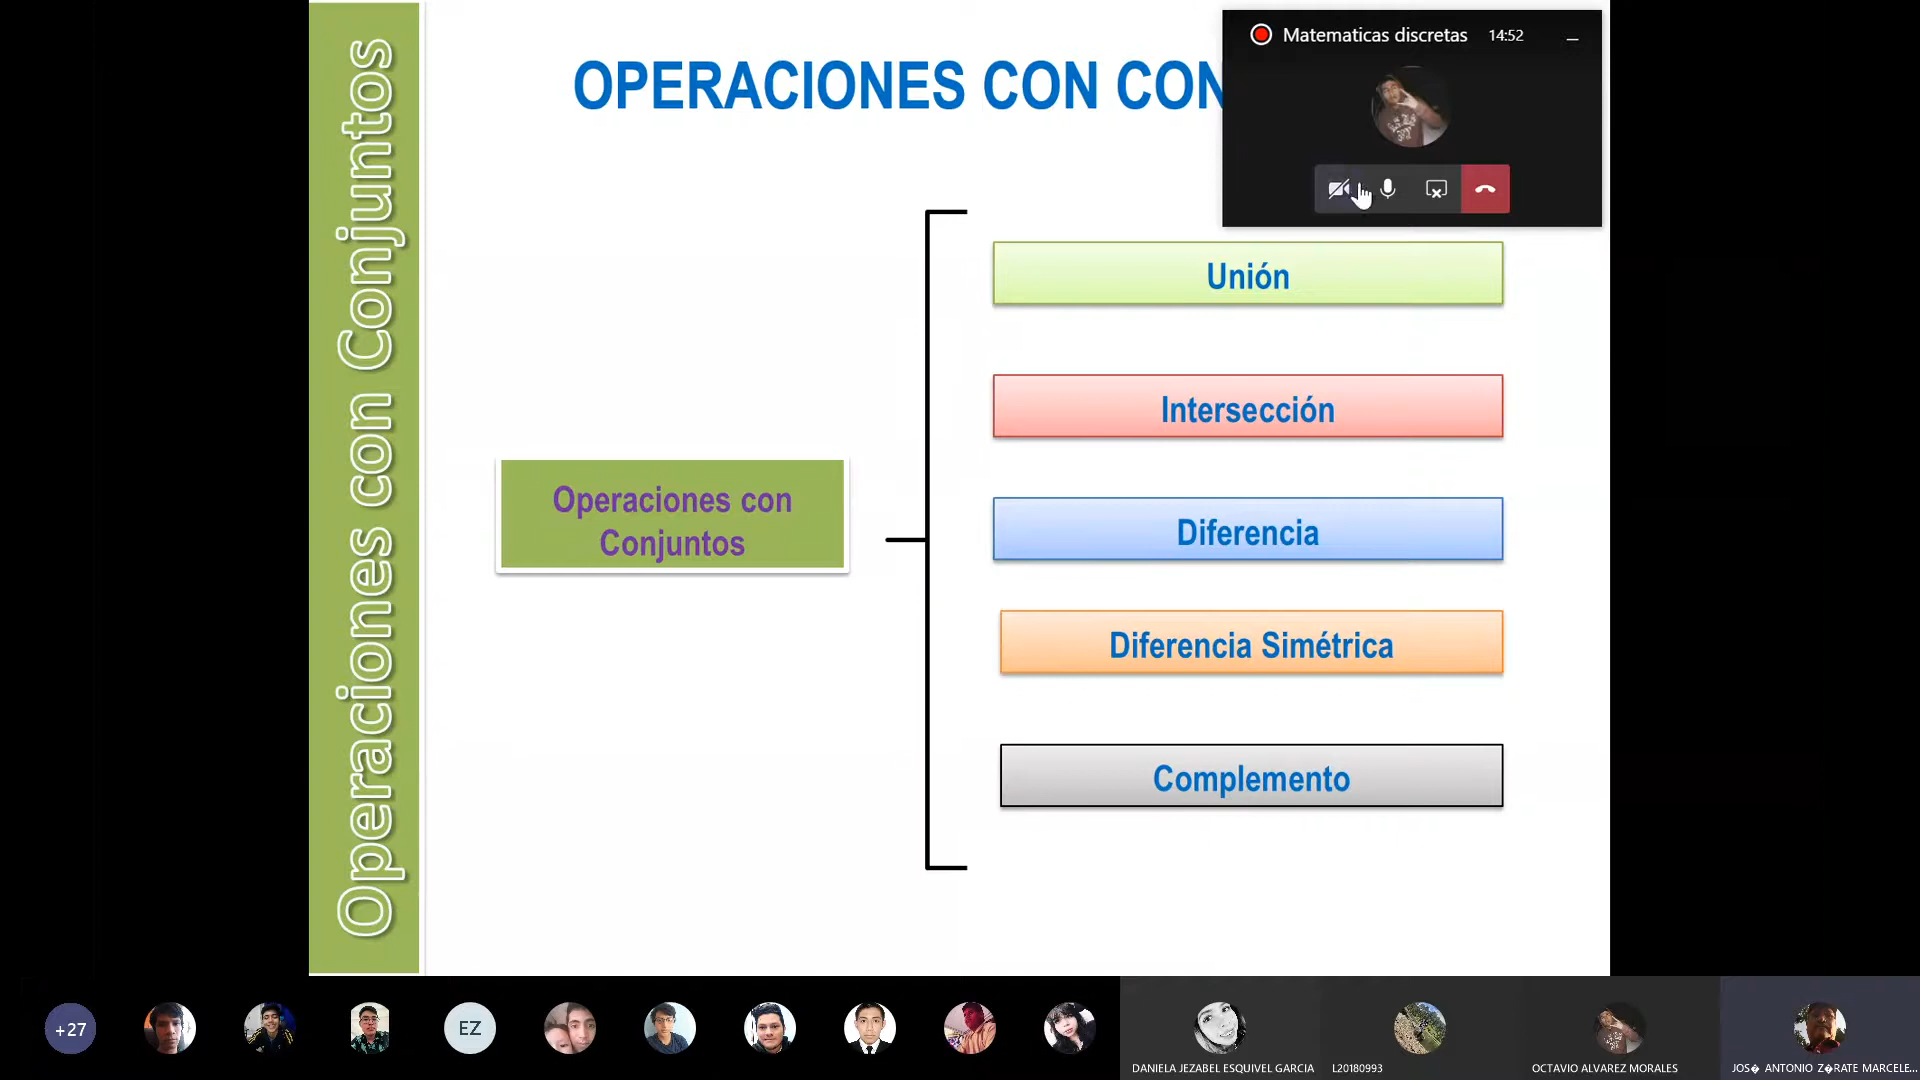 Operaciones con Conjuntos
OPERACIONES CON CON
Matematicas discretas 14:52
Unión
Intersección
Operaciones con
Conjuntos
Diferencia
Diferencia Simétrica
Complemento
+27
EZ
DANIELA JEZABEL ESQUIVEL GARCIA
L20180993
OCTAVIO ALVAREZ MORALES
JOS� ANTONIO Z�RATE MARCELE...